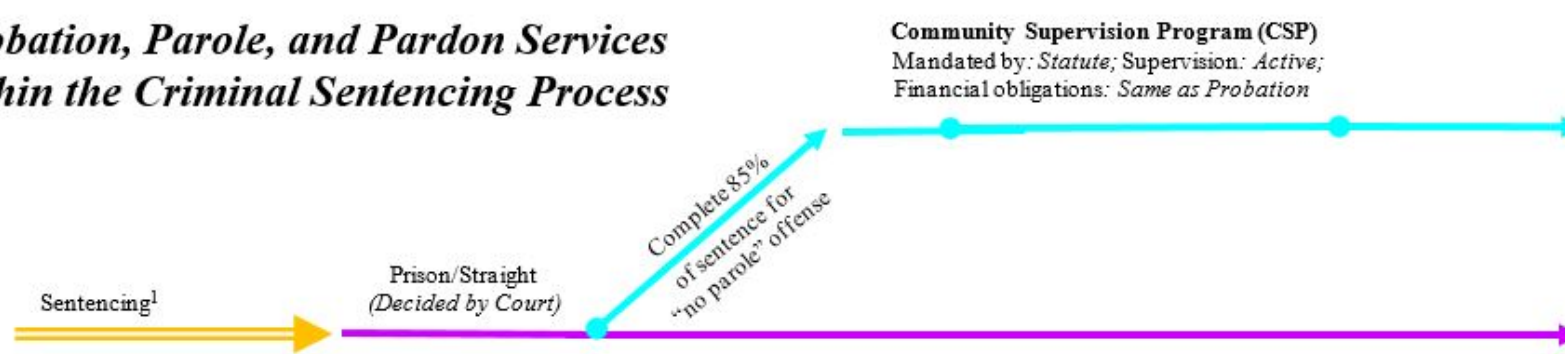 obation, Parole, and Pardon Services
hin the Criminal Sentencing Process
Community Supervision Program (CSP)
Mandated by: Statute; Supervision: Active;
Financial obligations: Same as Probation
Complete 85%
of sentence for
“no parole” offense
Prison/Straight
(Decided by Court)
Sentencing¹